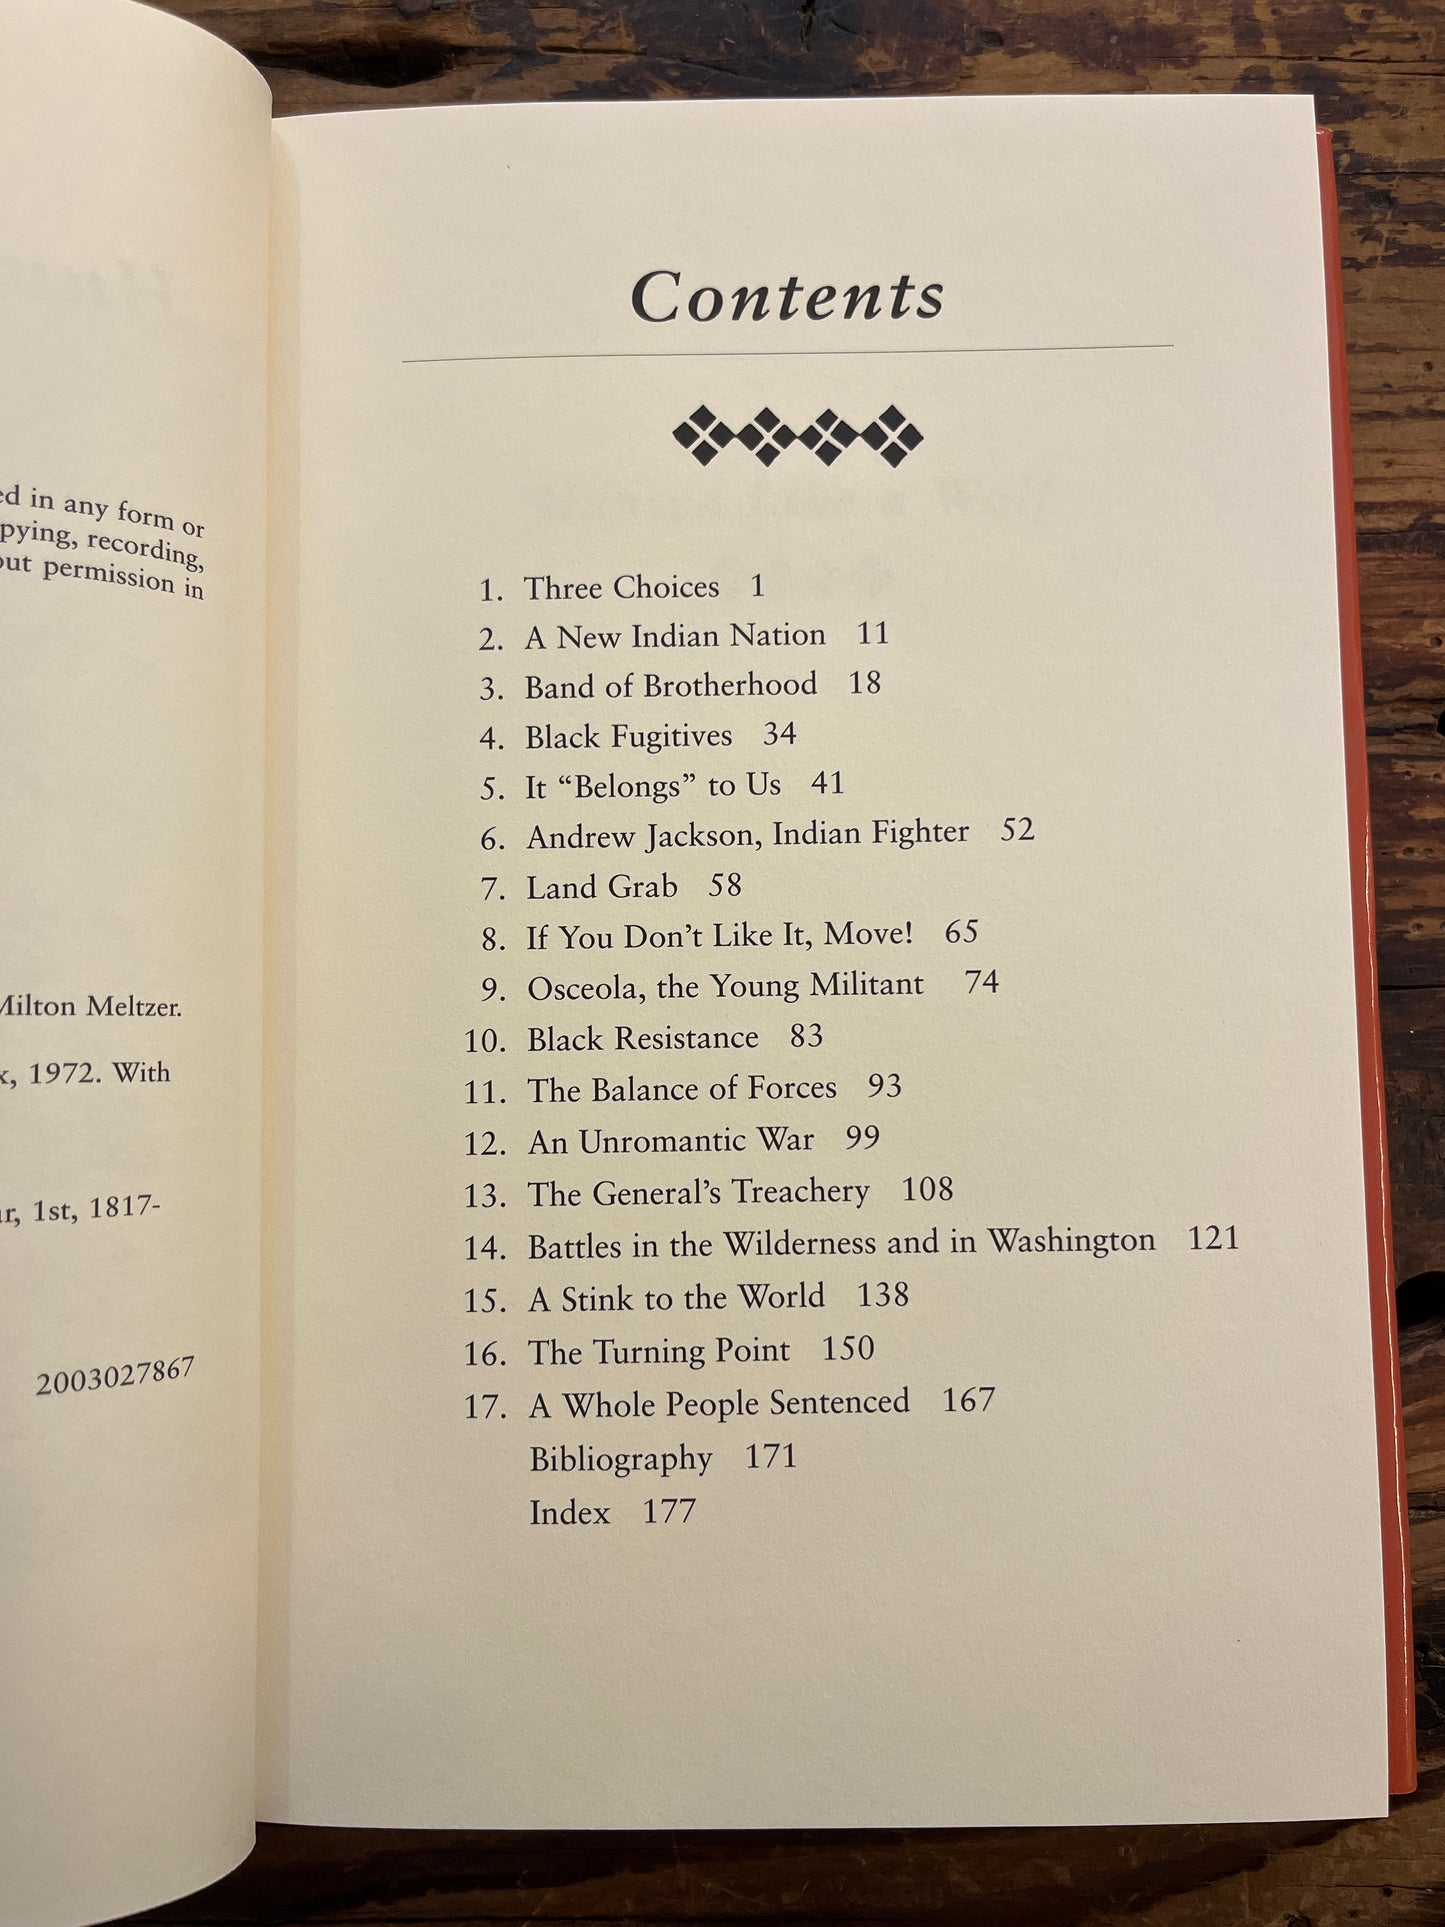 ed in any form or
pying, recording,
out permission in
Milton Meltzer.
x, 1972. With
ar, 1st, 1817-
2003027867
Contents
1. Three Choices 1
2. A New Indian Nation 11
3. Band of Brotherhood 18
4. Black Fugitives 34
5. It “Belongs” to Us 41
6. Andrew Jackson, Indian Fighter 52
7. Land Grab 58
8. If You Don’t Like It, Move! 65
9. Osceola, the Young Militant 74
10. Black Resistance 83
11. The Balance of Forces 93
12. An Unromantic War 99
13. The General’s Treachery 108
14. Battles in the Wilderness and in Washington 121
15. A Stink to the World 138
16. The Turning Point 150
17. A Whole People Sentenced 167
Bibliography 171
Index 177